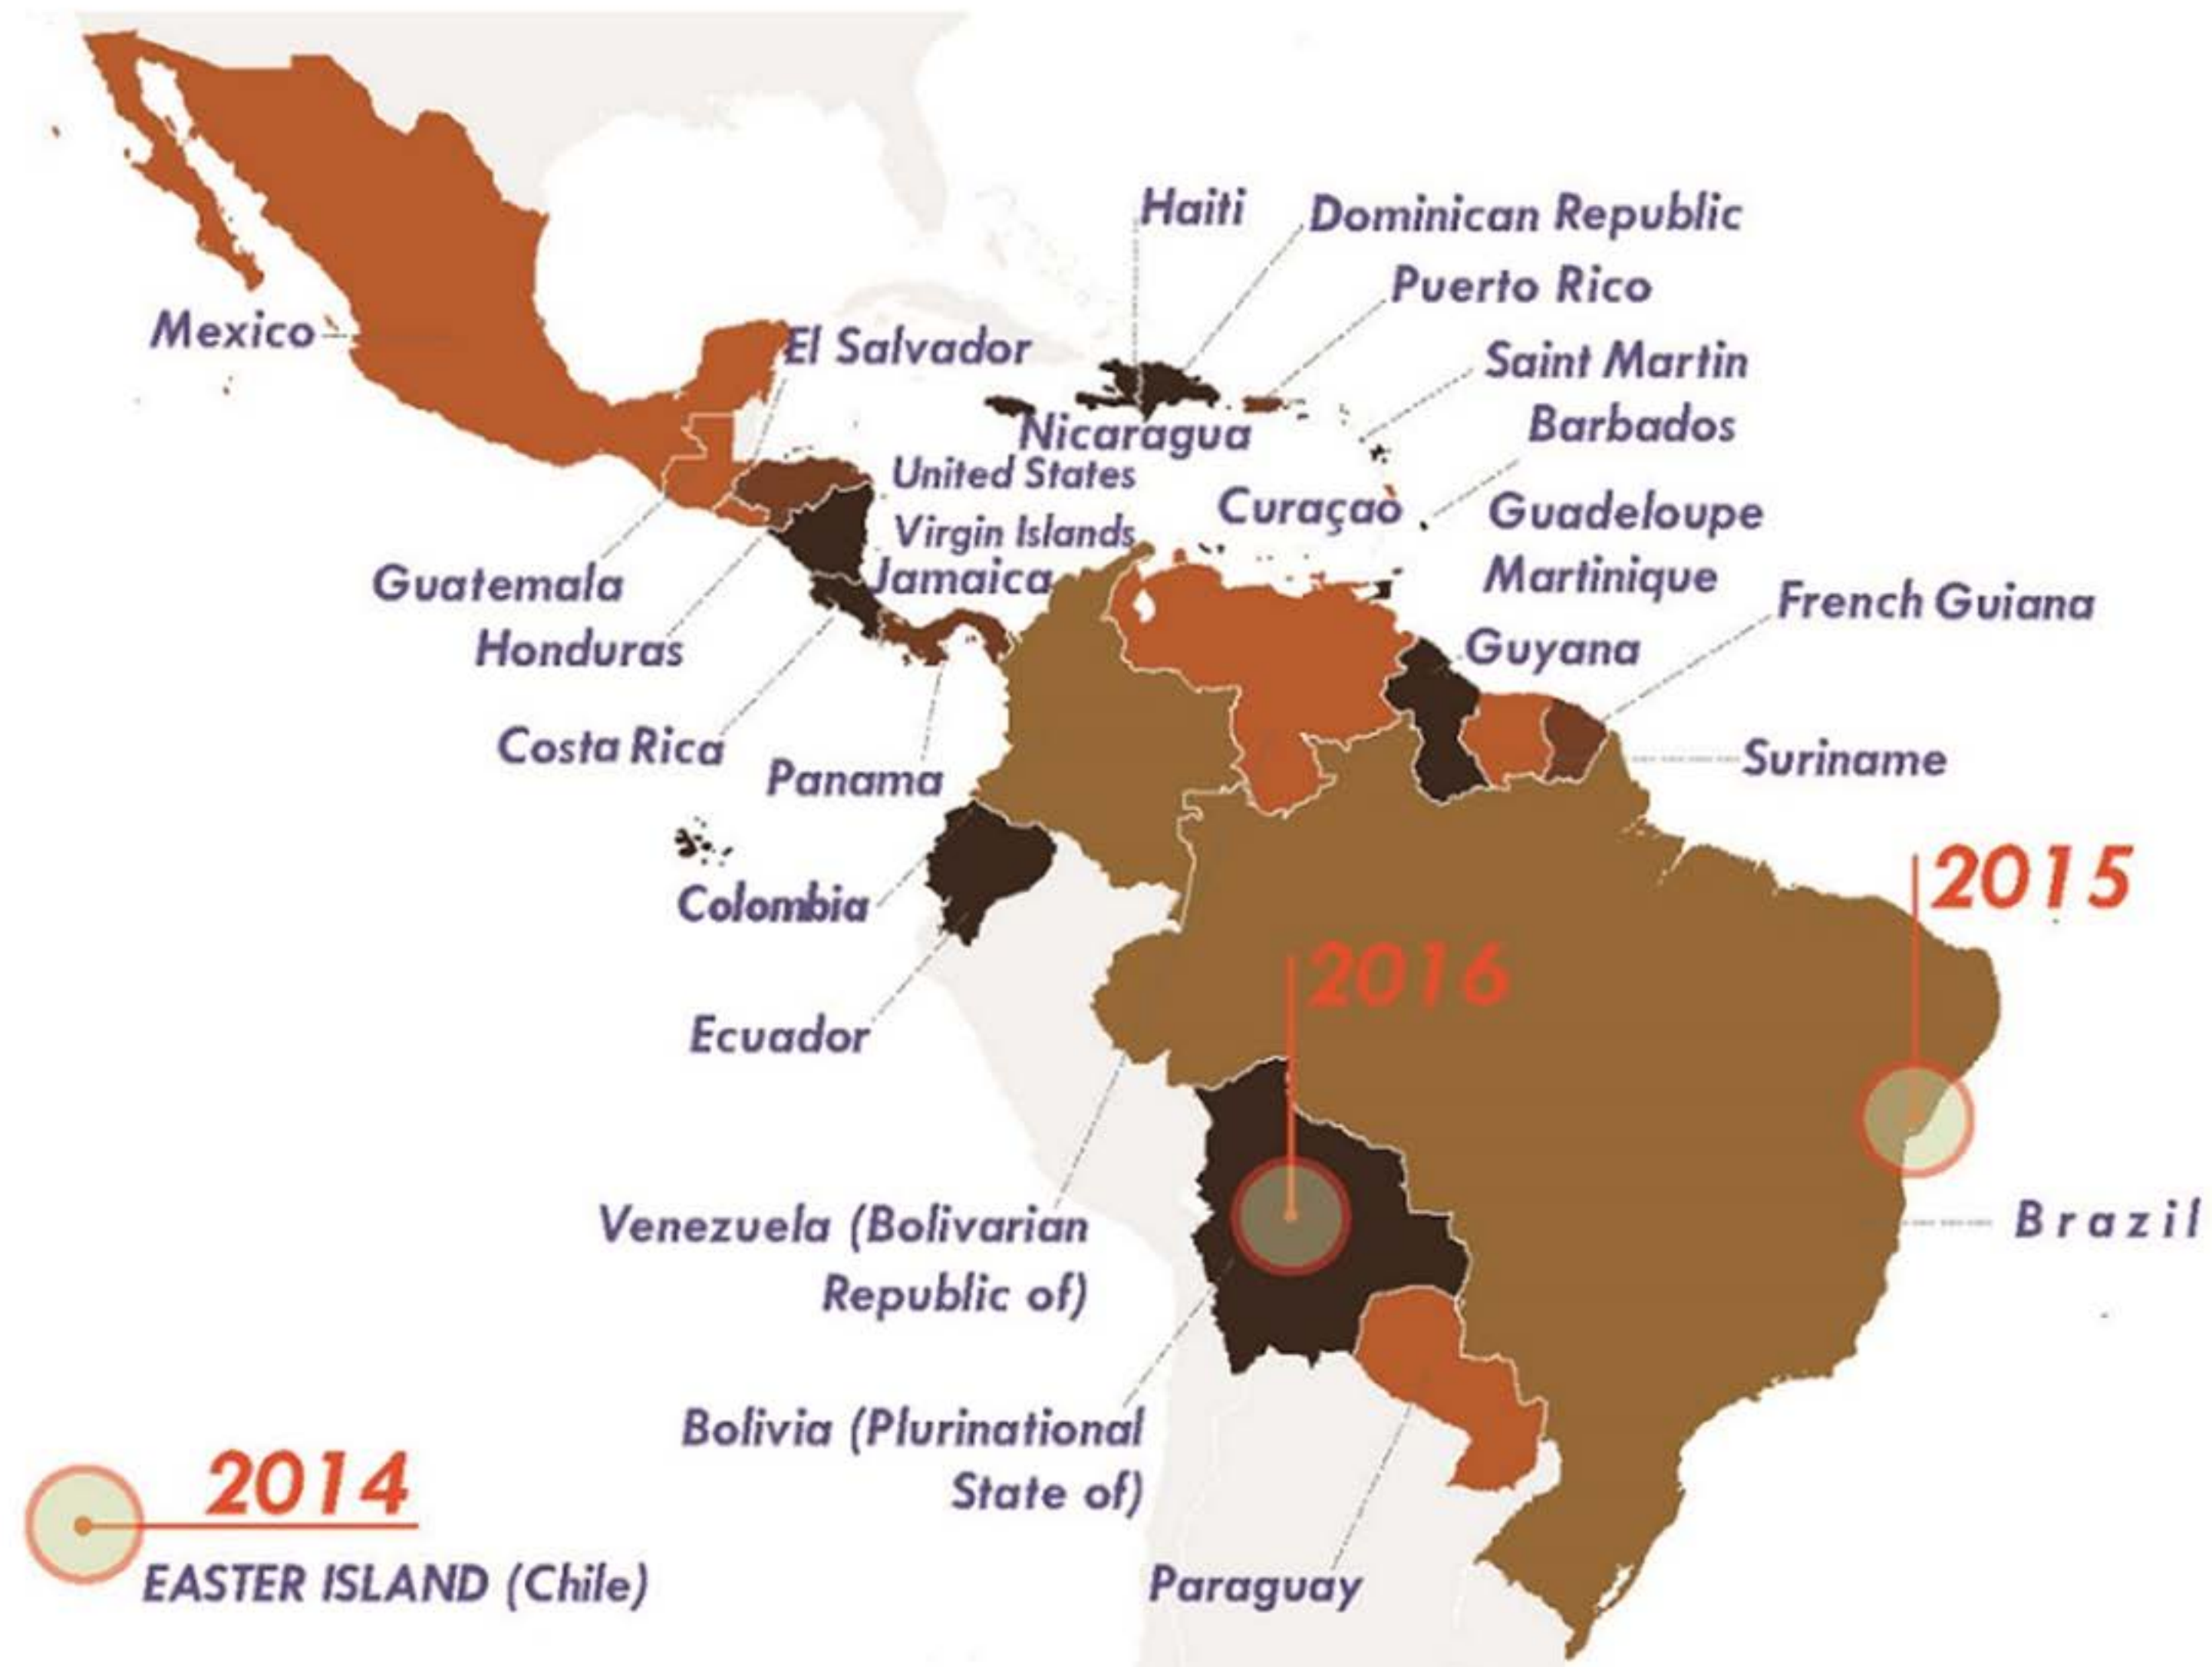 Haiti
Dominican Republic
Puerto Rico
Mexico
El Salvador
Saint Martin
Nicaragua
Barbados
United States
Curaçao
Guadeloupe
Virgin Islands
Guatemala
Jamaica
Martinique
French Guiana
Honduras
Guyana
Costa Rica
Panama
Suriname
2015
Colombia
2016
Ecuador
Venezuela (Bolivarian
Republic of)
Brazil
Bolivia (Plurinational
State of)
2014
EASTER ISLAND (Chile)
Paraguay